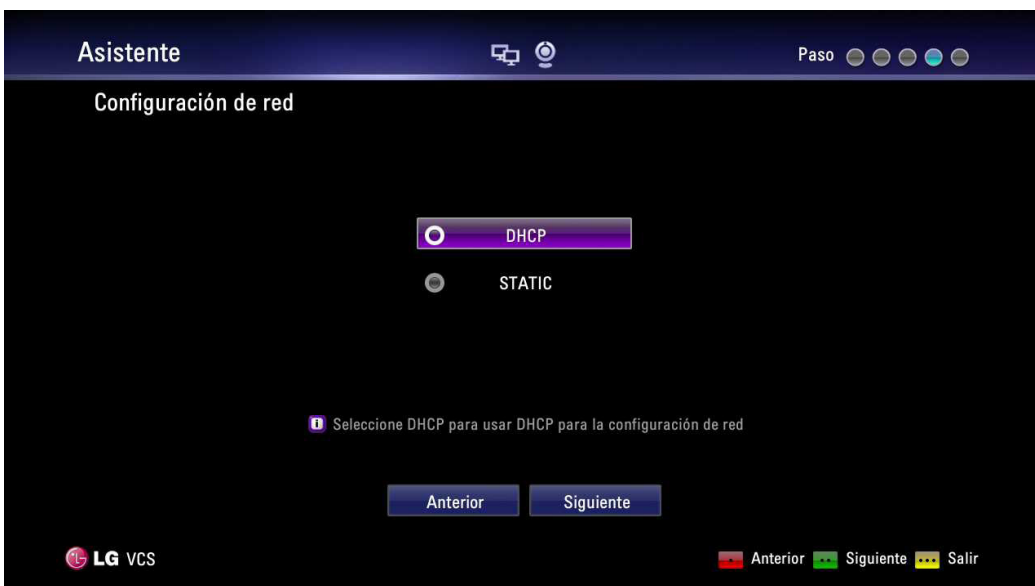 Asistente
Paso
Configuración de red
DHCP
STATIC
Seleccione DHCP para usar DHCP para la configuración de red
Anterior Siguiente
LG VCS
Anterior Siguiente Salir